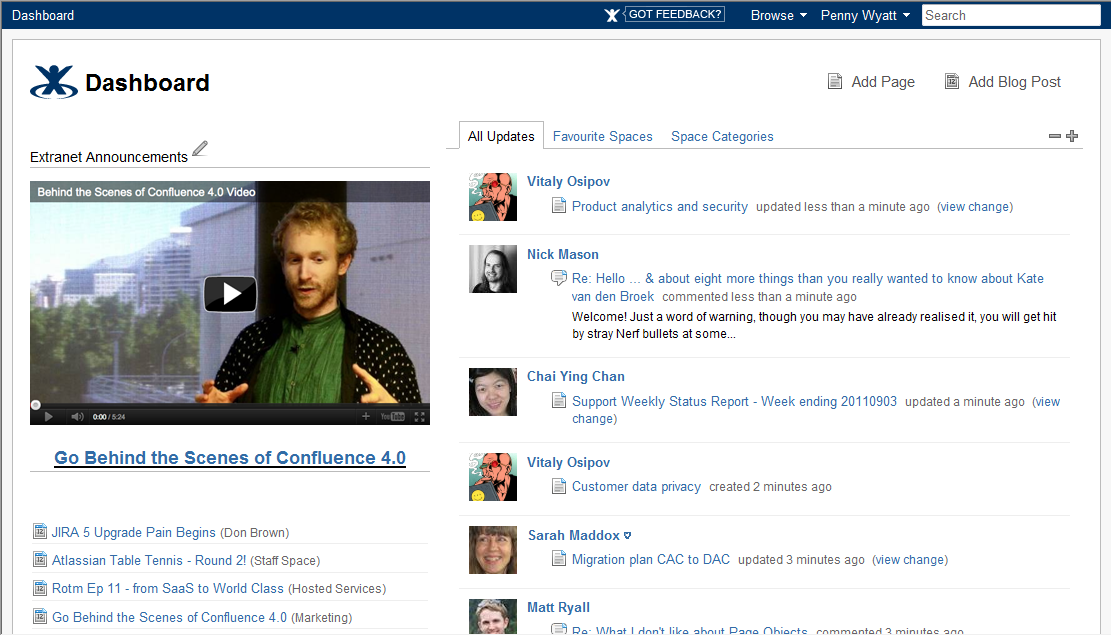 Dashboard
GOT FEEDBACK?
Browse
Penny Wyatt
Search
Dashboard
Add Page
Add Blog Post
Extranet Announcements
Behind the Scenes of Confluence 4.0 Video
0:00 / 5:24
YouTube
Go Behind the Scenes of Confluence 4.0
JIRA 5 Upgrade Pain Begins (Don Brown)
Atlassian Table Tennis - Round 2! (Staff Space)
Rotm Ep 11 - from SaaS to World Class (Hosted Services)
Go Behind the Scenes of Confluence 4.0 (Marketing)
All Updates
Favourite Spaces
Space Categories
Vitaly Osipov
Product analytics and security updated less than a minute ago (view change)
Nick Mason
Re: Hello ... & about eight more things than you really wanted to know about Kate
van den Broek commented less than a minute ago
Welcome! Just a word of warning, though you may have already realised it, you will get hit
by stray Nerf bullets at some...
Chai Ying Chan
Support Weekly Status Report - Week ending 20110903 updated a minute ago (view
change)
Vitaly Osipov
Customer data privacy created 2 minutes ago
Sarah Maddox
Migration plan CAC to DAC updated 3 minutes ago (view change)
Matt Ryall
Re: What I don't like about Page Objects commented 3 minutes ago